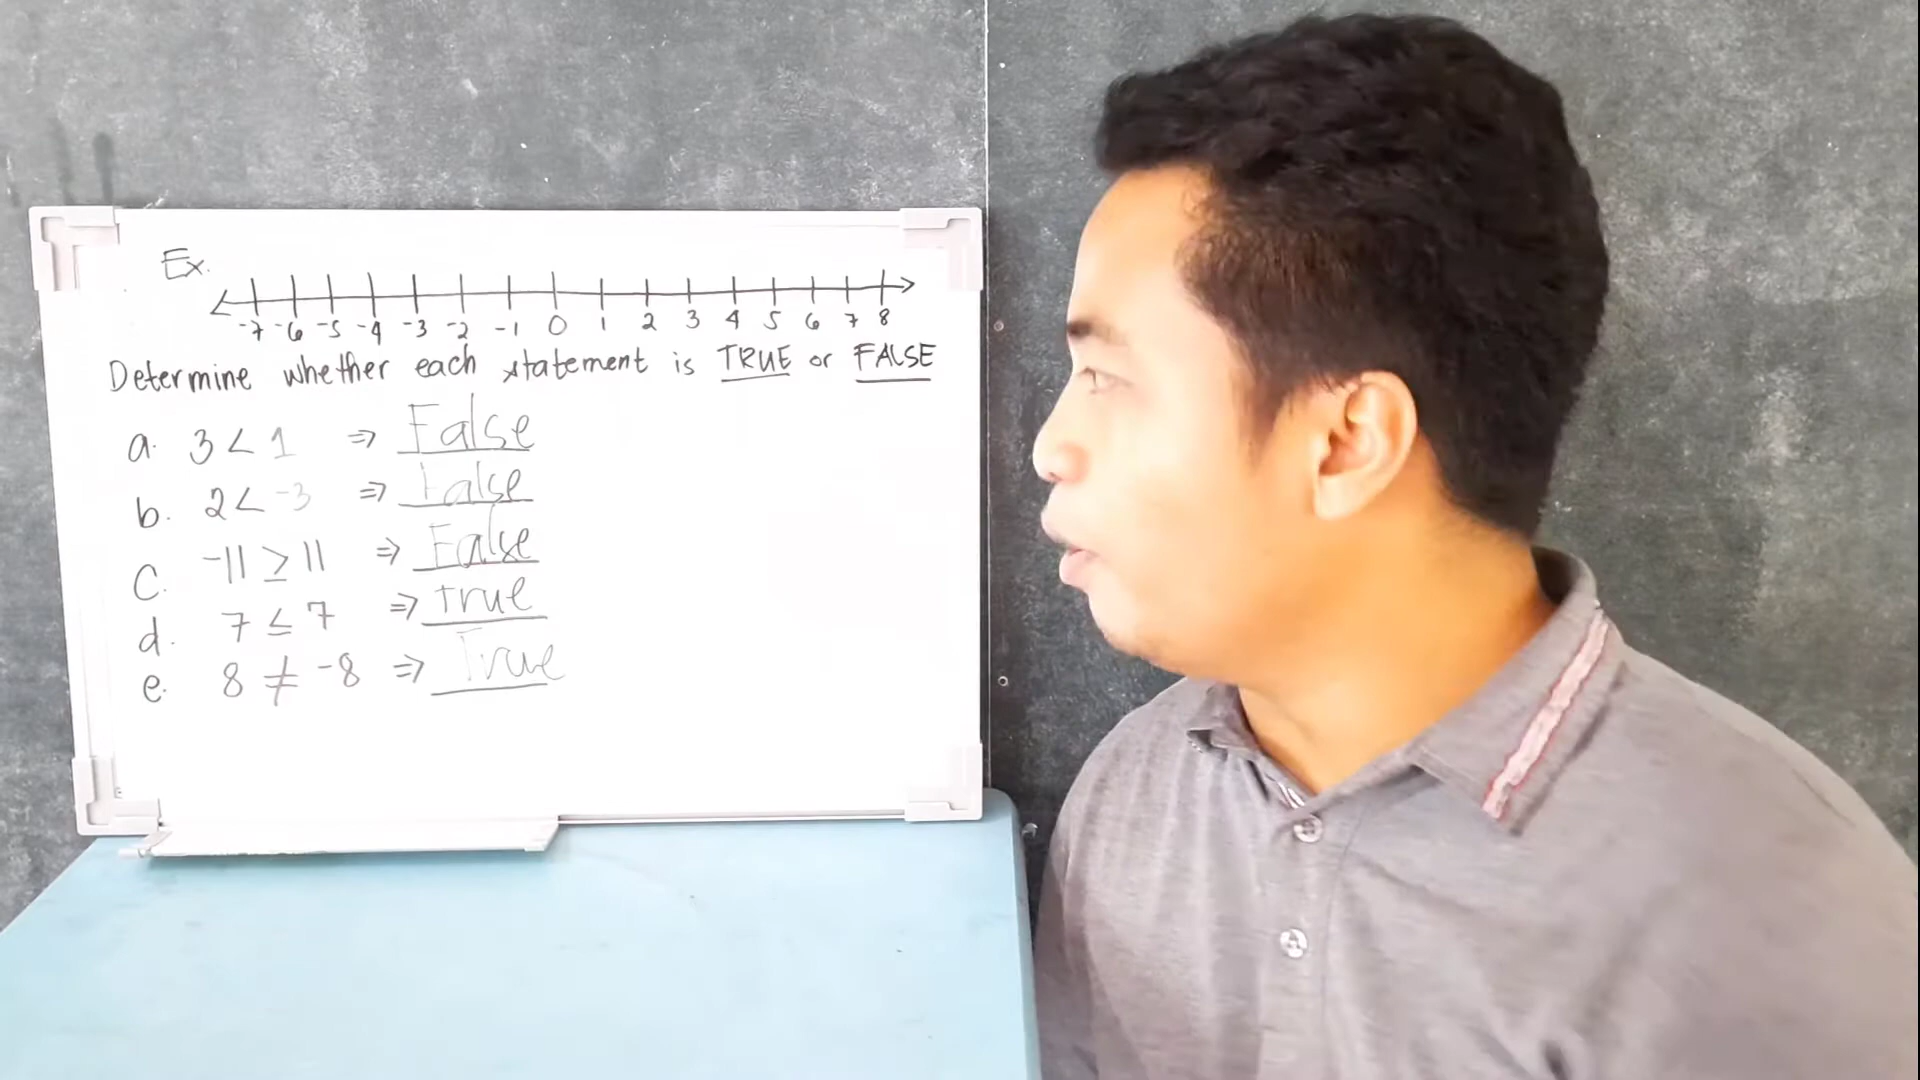 Ex.
-7 -6 -5 -4 -3 -2 -1 0 1 2 3 4 5 6 7 8
Determine whether each statement is TRUE or FALSE
a. 3 < 1 ⇒ False
b. 2 < -3 ⇒ False
c. -11 ≥ 11 ⇒ False
d. 7 ≤ 7 ⇒ true
e. 8 ≠ -8 ⇒ True